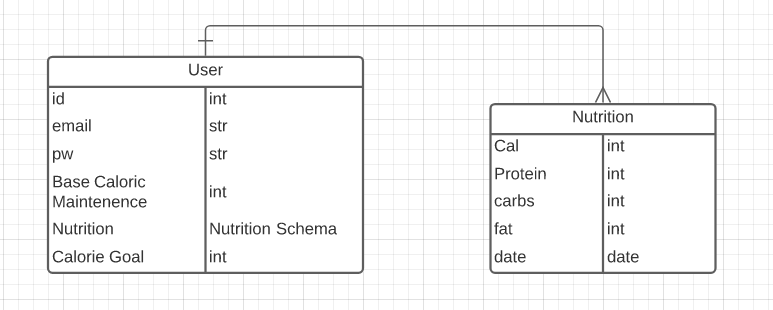 User
id int
email str
pw str
Base Caloric
Maintenence int
Nutrition Nutrition Schema
Calorie Goal int
Nutrition
Cal int
Protein int
carbs int
fat int
date date